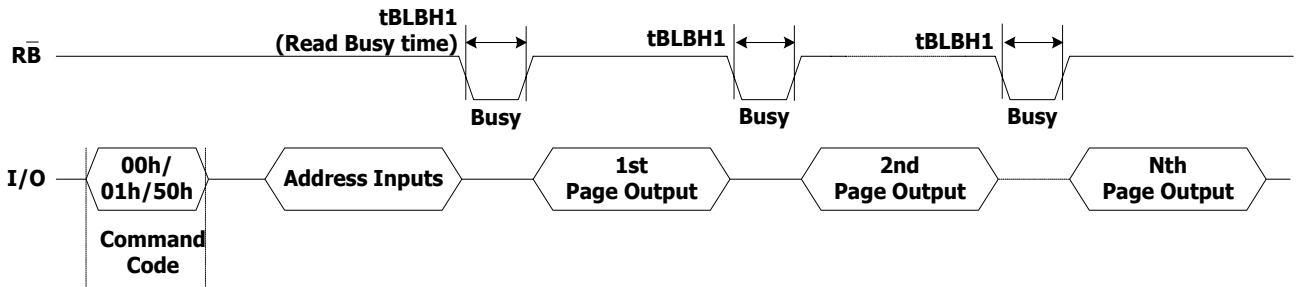 tBLBH1
(Read Busy time)
tBLBH1
tBLBH1
RB̅
Busy
Busy
Busy
I/O
00h/
01h/50h
Address Inputs
1st
Page Output
2nd
Page Output
Nth
Page Output
Command
Code